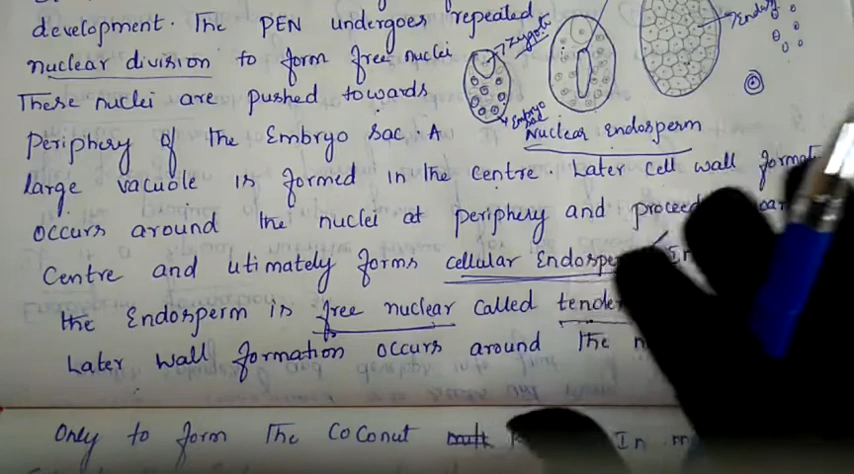 development. The PEN undergoes repeated
nuclear division to form free nuclei
These nuclei are pushed towards
Zygote
Embryo sac
Nuclear Endosperm
Periphery of the Embryo sac. A
large vacuole is formed in the Centre. Later cell wall
occurs around the nuclei at periphery and
Centre and utimately forms cellular
the Endosperm is free nuclear called
Later wall formation occurs around the
Only to form The CoConut In